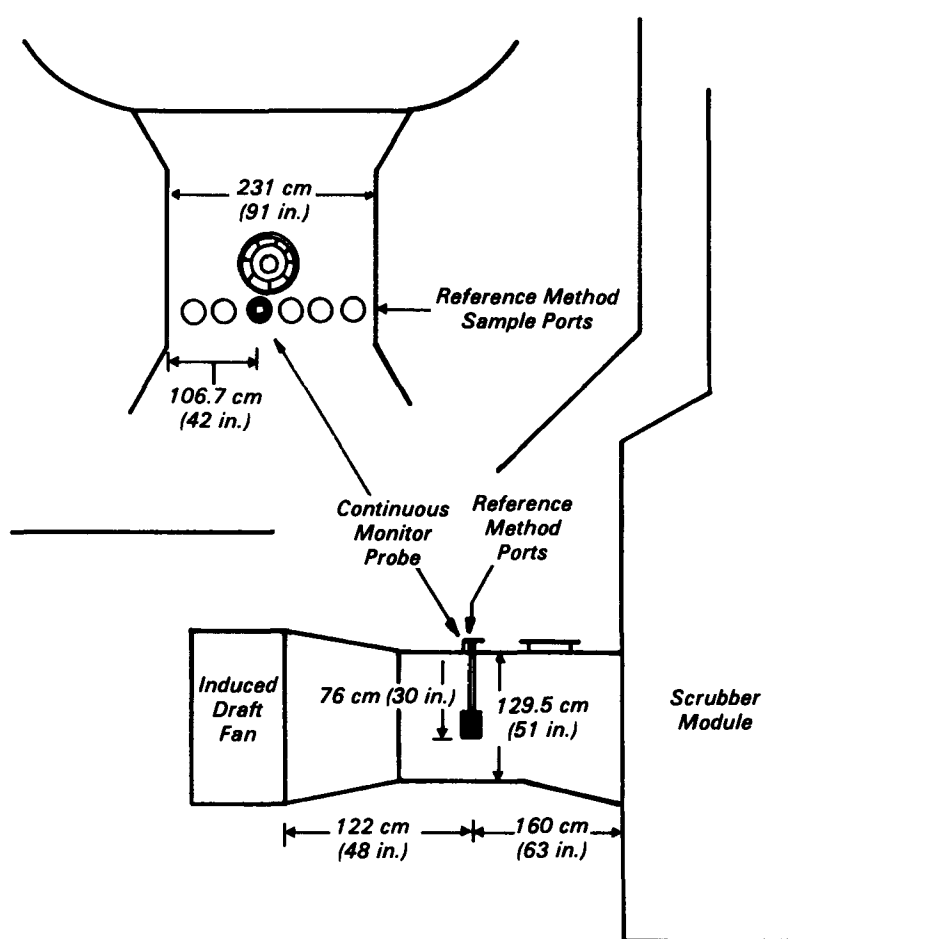 231 cm
(91 in.)
Reference Method
Sample Ports
106.7 cm
(42 in.)
Continuous
Monitor
Probe
Reference
Method
Ports
Induced
Draft
Fan
76 cm (30 in.)
129.5 cm
(51 in.)
Scrubber
Module
122 cm
(48 in.)
160 cm
(63 in.)